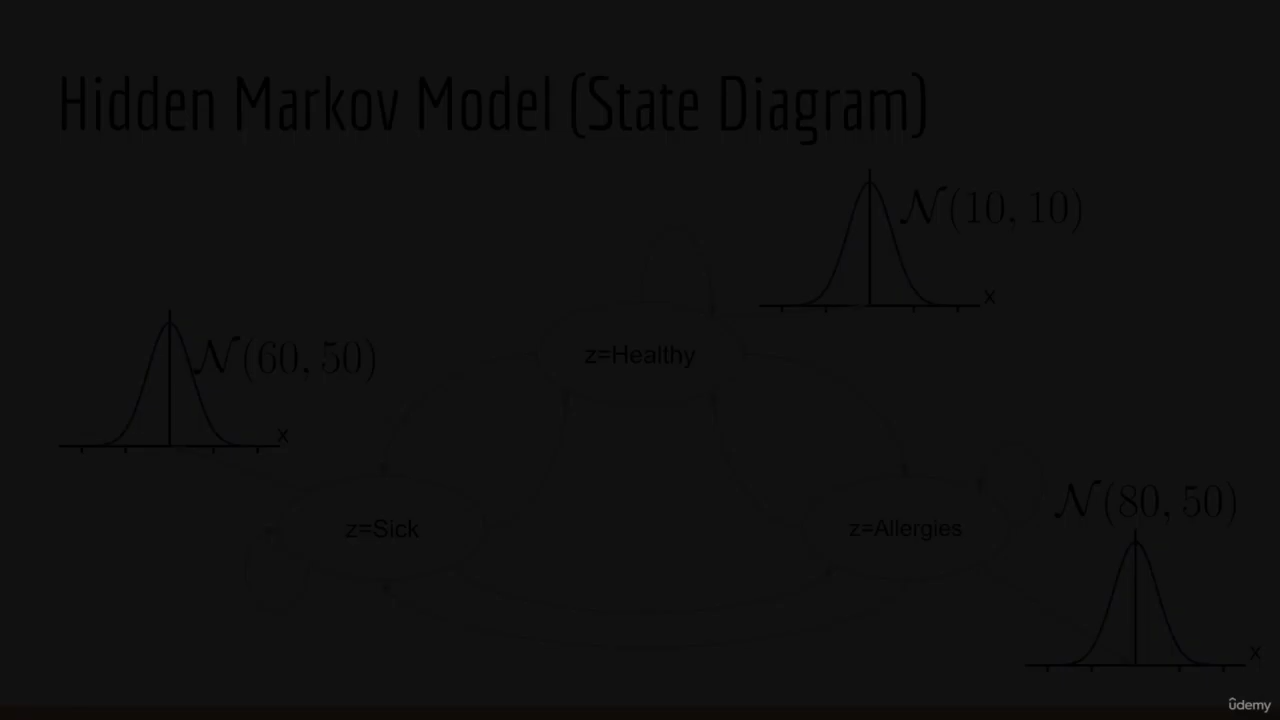 Hidden Markov Model (State Diagram)
𝒩(10, 10)
x
z=Healthy
𝒩(60, 50)
x
z=Sick
z=Allergies
𝒩(80, 50)
x
ûdemy